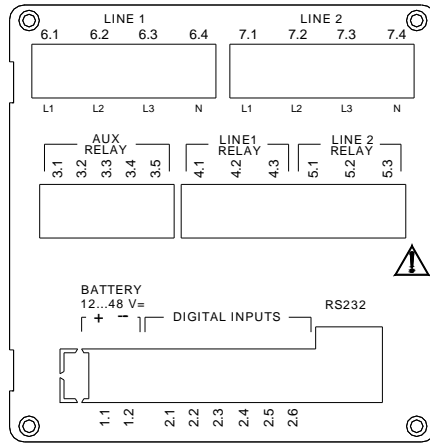 LINE 1 LINE 2
6.1 6.2 6.3 6.4 7.1 7.2 7.3 7.4
L1 L2 L3 N L1 L2 L3 N
AUX RELAY
LINE1 RELAY
LINE 2 RELAY
3.1 3.2 3.3 3.4 3.5 4.1 4.2 4.3 5.1 5.2 5.3
BATTERY
12...48 V=
RS232
+ -- DIGITAL INPUTS
1.1 1.2 2.1 2.2 2.3 2.4 2.5 2.6